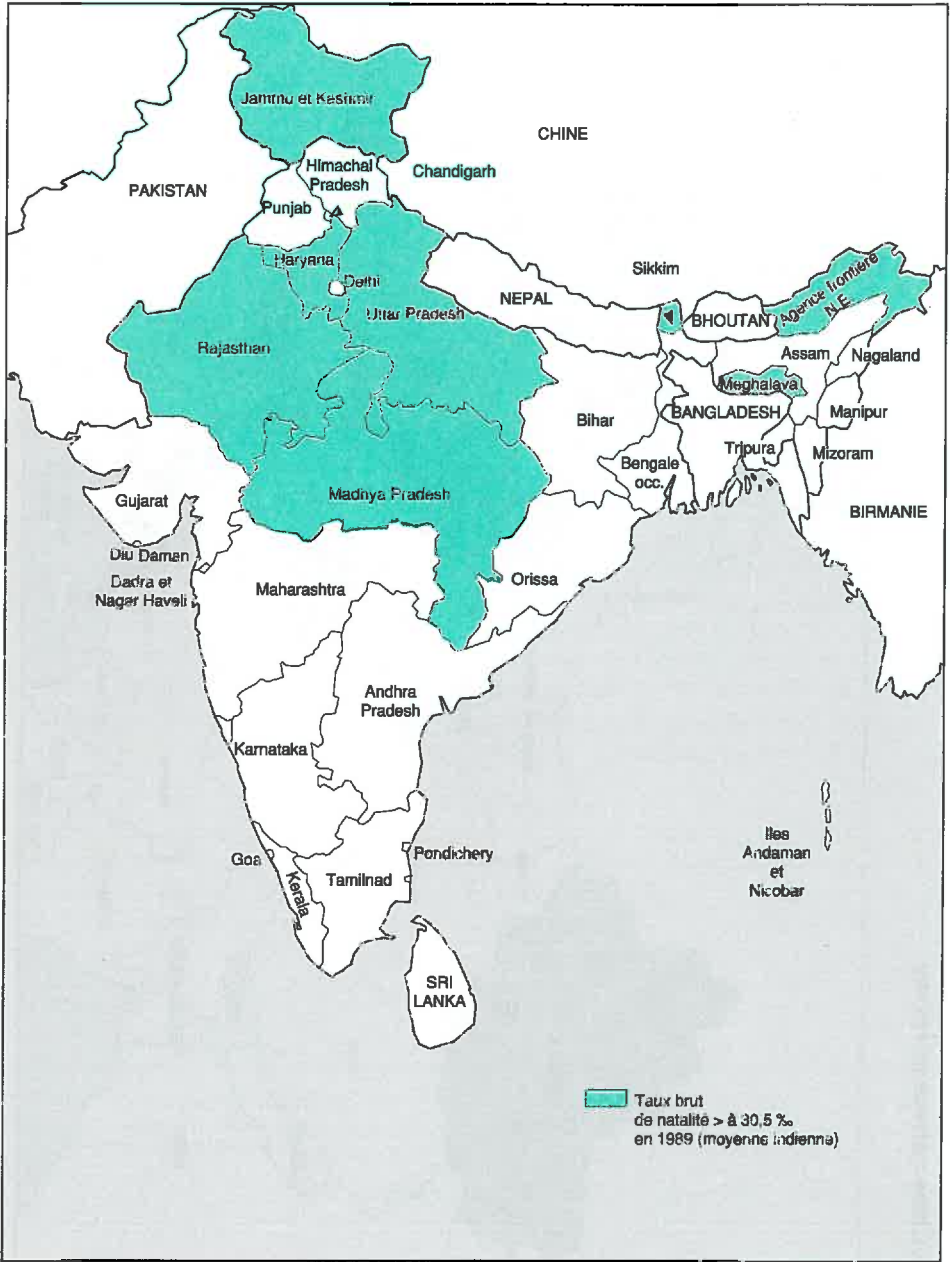 Jammu et Kashmir
CHINE
Himachal
Pradesh
Chandigarh
PAKISTAN
Punjab
Haryana
Delhi
Sikkim
NEPAL
Agence frontière
N.E.
Uttar Pradesh
BHOUTAN
Rajasthan
Assam
Nagaland
Meghalaya
Bihar
BANGLADESH
Manipur
Tripura
Mizoram
Bengale
occ.
Gujarat
Madhya Pradesh
BIRMANIE
Diu Daman
Dadra et
Nagar Haveli
Maharashtra
Orissa
Andhra
Pradesh
Karnataka
Iles
Andaman
et
Nicobar
Goa
Pondichery
Kerala
Tamilnad
SRI
LANKA
Taux brut
de natalité > à 30,5 ‰
en 1989 (moyenne indienne)